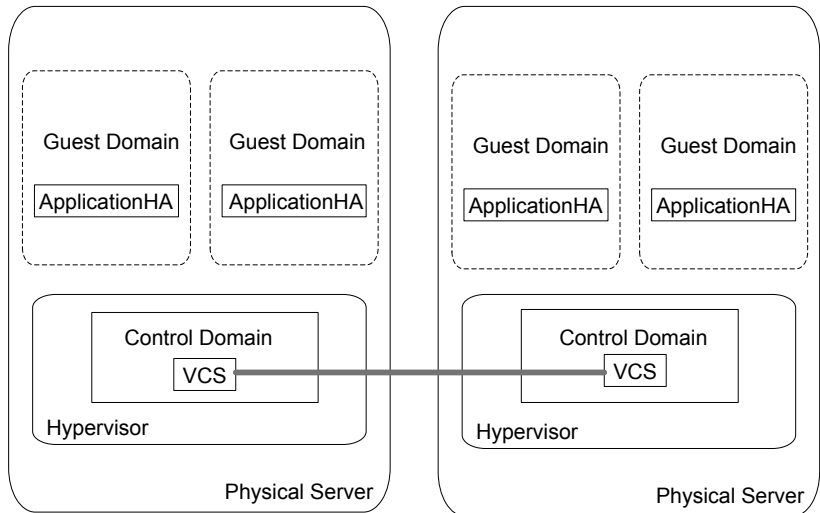 Guest Domain
ApplicationHA
Guest Domain
ApplicationHA
Control Domain
VCS
Hypervisor
Physical Server
Guest Domain
ApplicationHA
Guest Domain
ApplicationHA
Control Domain
VCS
Hypervisor
Physical Server